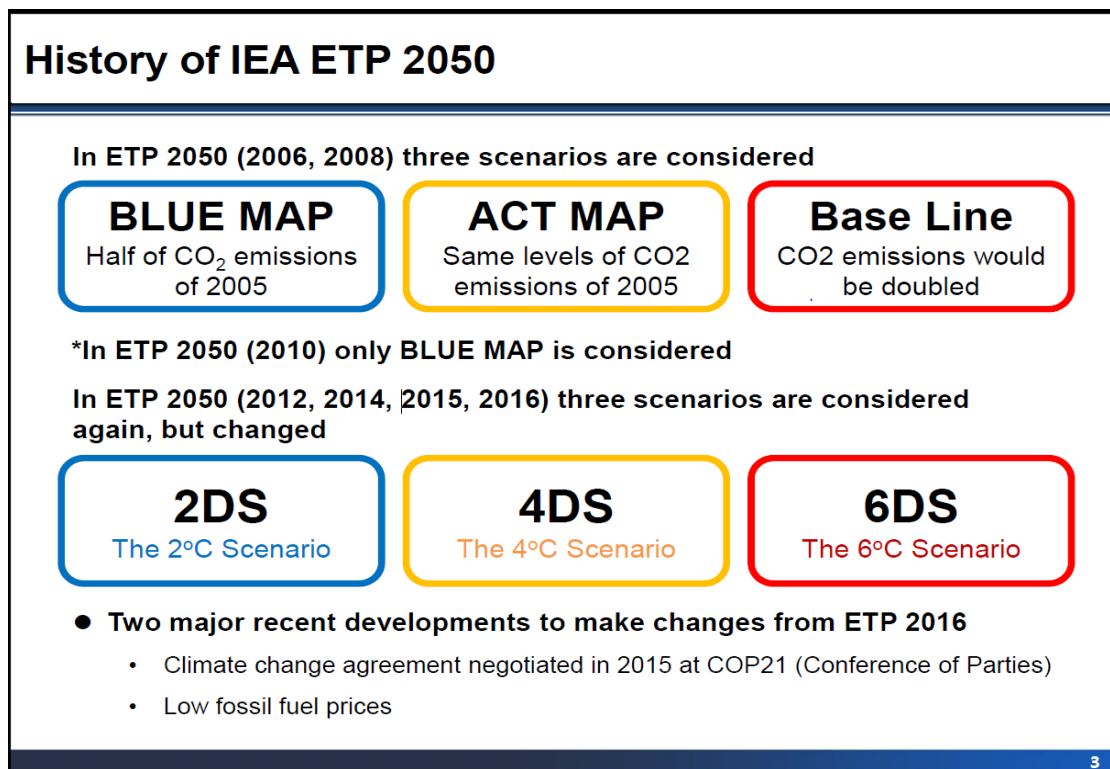 History of IEA ETP 2050
In ETP 2050 (2006, 2008) three scenarios are considered
BLUE MAP
Half of CO₂ emissions
of 2005
ACT MAP
Same levels of CO2
emissions of 2005
Base Line
CO2 emissions would
be doubled
*In ETP 2050 (2010) only BLUE MAP is considered
In ETP 2050 (2012, 2014, 2015, 2016) three scenarios are considered
again, but changed
2DS
The 2°C Scenario
4DS
The 4°C Scenario
6DS
The 6°C Scenario
● Two major recent developments to make changes from ETP 2016
• Climate change agreement negotiated in 2015 at COP21 (Conference of Parties)
• Low fossil fuel prices
3